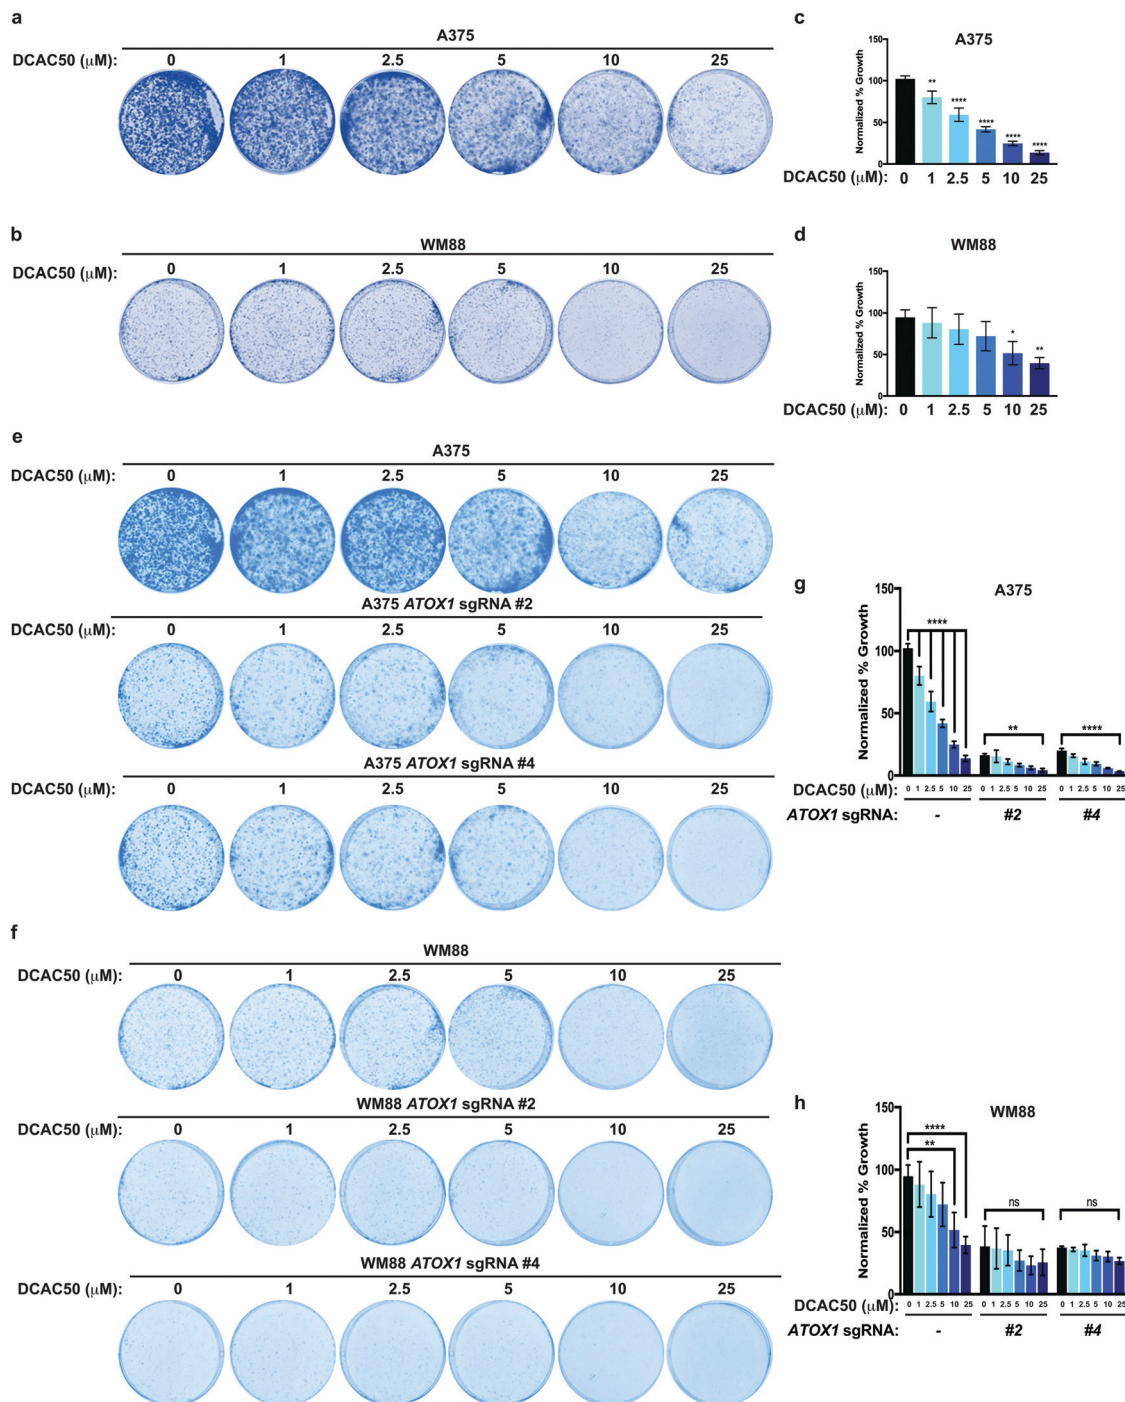 a
A375
DCAC50 (µM): 0 1 2.5 5 10 25
c
A375
Normalized % Growth
150
100
50
0
** **** **** **** ****
DCAC50 (µM): 0 1 2.5 5 10 25
b
WM88
DCAC50 (µM): 0 1 2.5 5 10 25
d
WM88
Normalized % Growth
150
100
50
0
* **
DCAC50 (µM): 0 1 2.5 5 10 25
e
A375
DCAC50 (µM): 0 1 2.5 5 10 25
A375 ATOX1 sgRNA #2
DCAC50 (µM): 0 1 2.5 5 10 25
A375 ATOX1 sgRNA #4
DCAC50 (µM): 0 1 2.5 5 10 25
g
A375
Normalized % Growth
150
100
50
0
**** ** ****
DCAC50 (µM): 0 1 2.5 5 10 25 0 1 2.5 5 10 25 0 1 2.5 5 10 25
ATOX1 sgRNA: - #2 #4
f
WM88
DCAC50 (µM): 0 1 2.5 5 10 25
WM88 ATOX1 sgRNA #2
DCAC50 (µM): 0 1 2.5 5 10 25
WM88 ATOX1 sgRNA #4
DCAC50 (µM): 0 1 2.5 5 10 25
h
WM88
Normalized % Growth
150
100
50
0
****
** ns ns
DCAC50 (µM): 0 1 2.5 5 10 25 0 1 2.5 5 10 25 0 1 2.5 5 10 25
ATOX1 sgRNA: - #2 #4